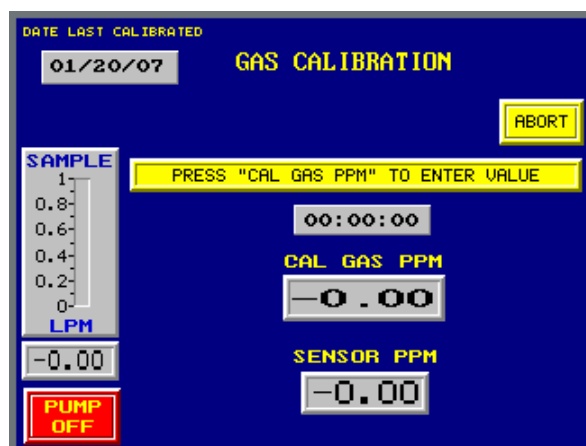 DATE LAST CALIBRATED
01/20/07
GAS CALIBRATION
ABORT
SAMPLE
1
0.8
0.6
0.4
0.2
0
LPM
-0.00
PUMP
OFF
PRESS "CAL GAS PPM" TO ENTER VALUE
00:00:00
CAL GAS PPM
-0.00
SENSOR PPM
-0.00